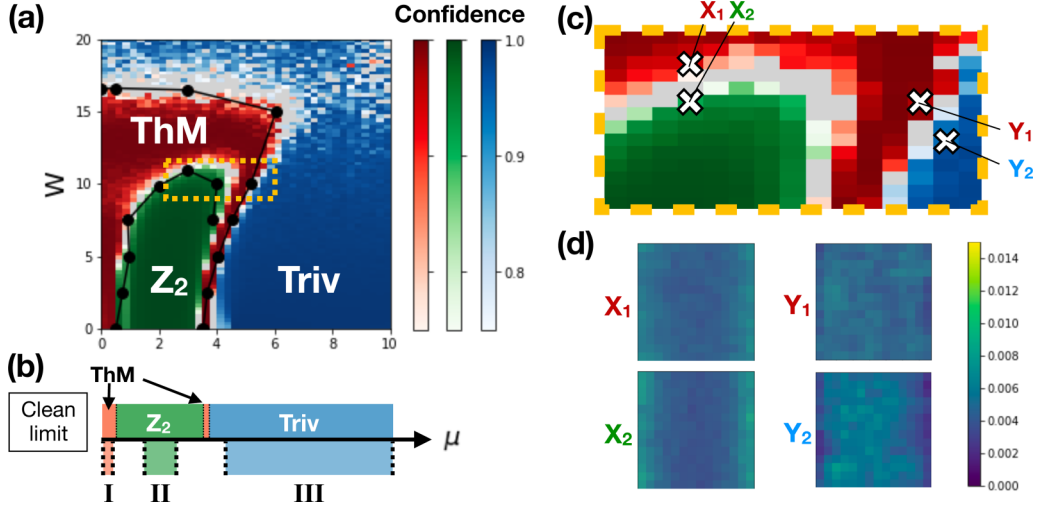 (a)
Confidence
20
15
10
5
0
W
ThM
Z2
Triv
0 2 4 6 8 10
1.0
0.9
0.8
(b)
ThM
Clean
limit
Z2
Triv
μ
I
II
III
(c)
X1 X2
Y1
Y2
(d)
X1
Y1
X2
Y2
0.014
0.012
0.010
0.008
0.006
0.004
0.002
0.000